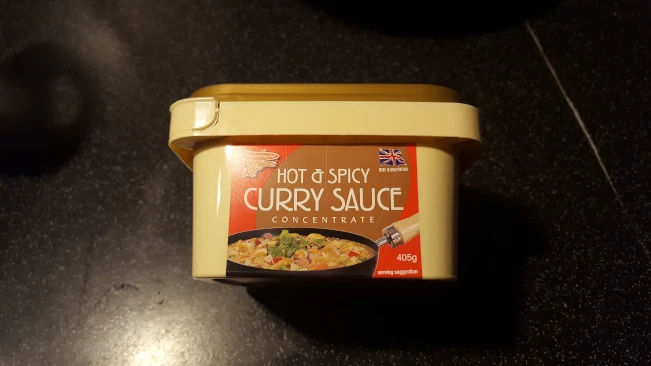 HOT & SPICY
CURRY SAUCE
CONCENTRATE
405g
serving suggestion